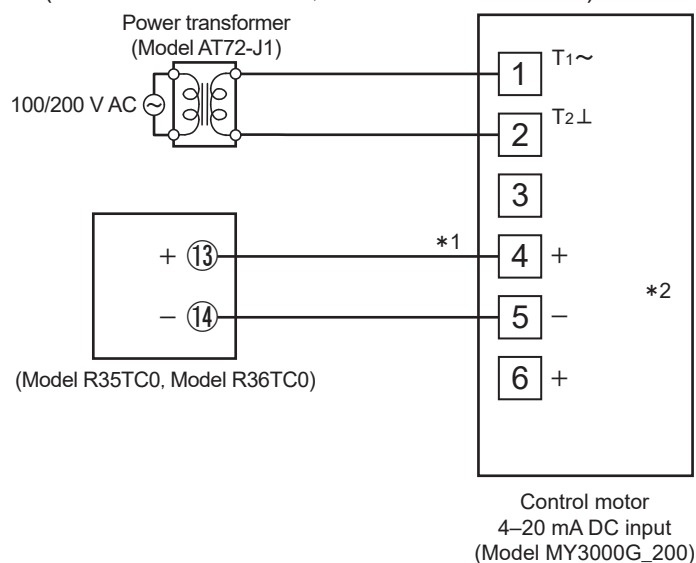 Power transformer
(Model AT72-J1)
100/200 V AC
1 T1~
2 T2⊥
3
+ ⑬ *1 4 +
*2
− ⑭ 5 −
6 +
(Model R35TC0, Model R36TC0)
Control motor
4–20 mA DC input
(Model MY3000G_200)